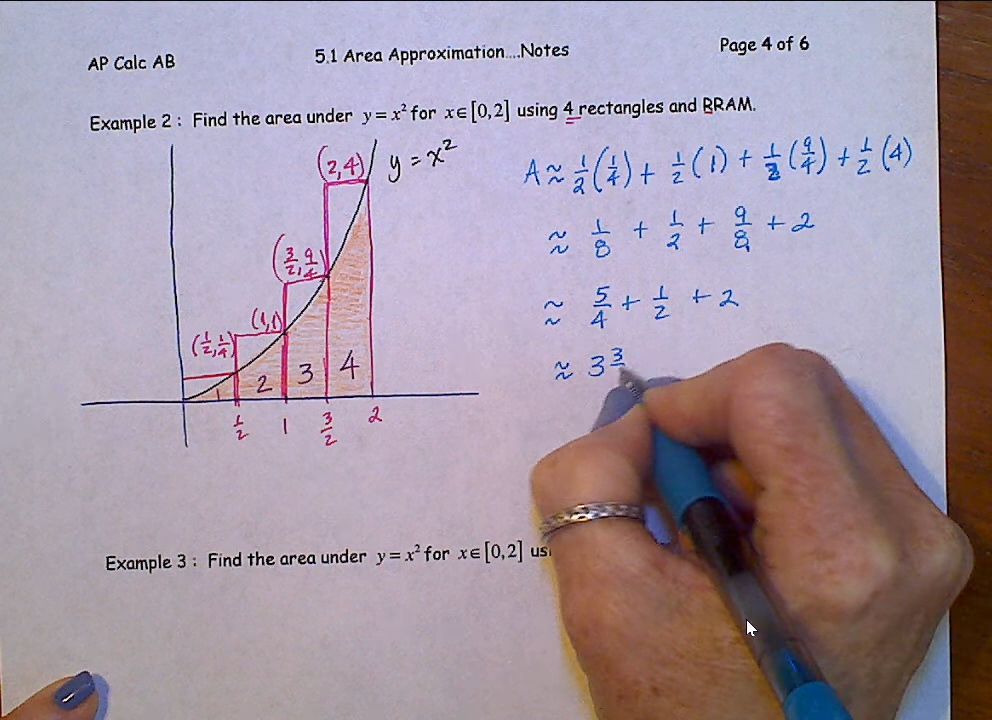 AP Calc AB
5.1 Area Approximation....Notes
Page 4 of 6
Example 2 : Find the area under y = x² for x∈[0,2] using 4 rectangles and BRAM.
(2,4)
y = x²
(3/2, 9/4)
(1,1)
(1/2, 1/4)
1
2
3
4
1/2
1
3/2
2
A ≈ 1/2(1/4) + 1/2(1) + 1/2(9/4) + 1/2(4)
≈ 1/8 + 1/2 + 9/8 + 2
≈ 5/4 + 1/2 + 2
≈ 3 3
Example 3 : Find the area under y = x² for x∈[0,2]